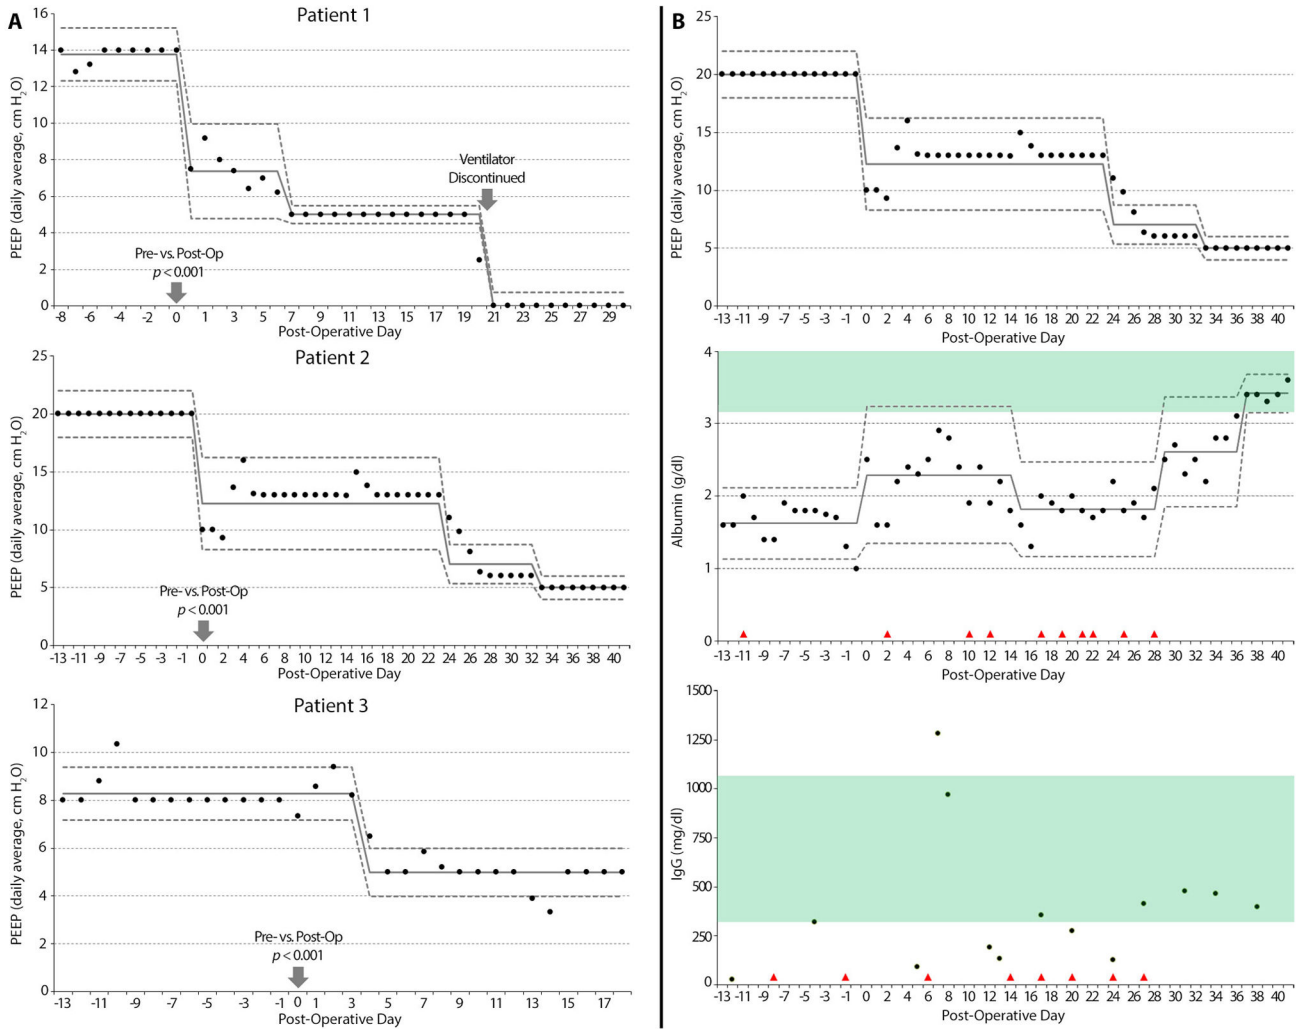 A
Patient 1
PEEP (daily average, cm H2O)
16
14
12
10
8
6
4
2
0
Ventilator
Discontinued
Pre- vs. Post-Op
p < 0.001
-8 -6 -4 -2 0 1 3 5 7 9 11 13 15 17 19 21 23 25 27 29
Post-Operative Day
Patient 2
PEEP (daily average, cm H2O)
25
20
15
10
5
0
Pre- vs. Post-Op
p < 0.001
-13 -11 -9 -7 -5 -3 -1 0 2 4 6 8 10 12 14 16 18 20 22 24 26 28 30 32 34 36 38 40
Post-Operative Day
Patient 3
PEEP (daily average, cm H2O)
12
10
8
6
4
2
0
Pre- vs. Post-Op
p < 0.001
-13 -11 -9 -7 -5 -3 -1 0 1 3 5 7 9 11 13 15 17
Post-Operative Day
B
PEEP (daily average, cm H2O)
25
20
15
10
5
0
-13 -11 -9 -7 -5 -3 -1 0 2 4 6 8 10 12 14 16 18 20 22 24 26 28 30 32 34 36 38 40
Post-Operative Day
Albumin (g/dl)
4
3
2
1
0
-13 -11 -9 -7 -5 -3 -1 0 2 4 6 8 10 12 14 16 18 20 22 24 26 28 30 32 34 36 38 40
Post-Operative Day
IgG (mg/dl)
1500
1250
1000
750
500
250
0
-13 -11 -9 -7 -5 -3 -1 0 2 4 6 8 10 12 14 16 18 20 22 24 26 28 30 32 34 36 38 40
Post-Operative Day